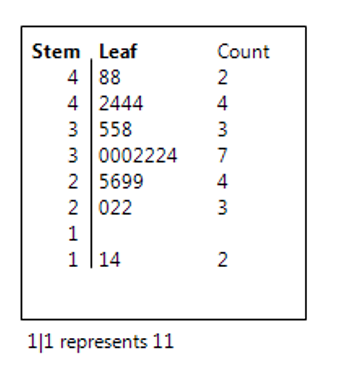 Stem Leaf Count
4 88 2
4 2444 4
3 558 3
3 0002224 7
2 5699 4
2 022 3
1
1 14 2
1|1 represents 11